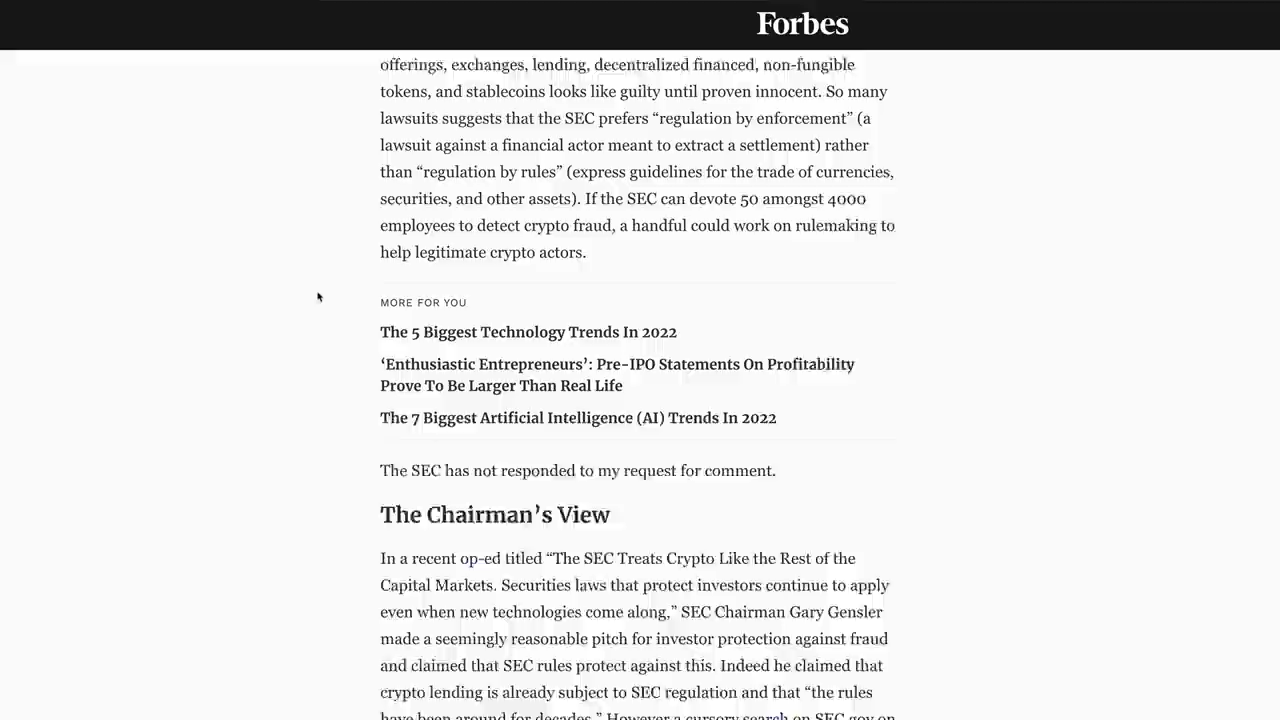 Forbes
offerings, exchanges, lending, decentralized financed, non-fungible
tokens, and stablecoins looks like guilty until proven innocent. So many
lawsuits suggests that the SEC prefers “regulation by enforcement” (a
lawsuit against a financial actor meant to extract a settlement) rather
than “regulation by rules” (express guidelines for the trade of currencies,
securities, and other assets). If the SEC can devote 50 amongst 4000
employees to detect crypto fraud, a handful could work on rulemaking to
help legitimate crypto actors.
MORE FOR YOU
The 5 Biggest Technology Trends In 2022
‘Enthusiastic Entrepreneurs’: Pre-IPO Statements On Profitability
Prove To Be Larger Than Real Life
The 7 Biggest Artificial Intelligence (AI) Trends In 2022
The SEC has not responded to my request for comment.
The Chairman’s View
In a recent op-ed titled “The SEC Treats Crypto Like the Rest of the
Capital Markets. Securities laws that protect investors continue to apply
even when new technologies come along,” SEC Chairman Gary Gensler
made a seemingly reasonable pitch for investor protection against fraud
and claimed that SEC rules protect against this. Indeed he claimed that
crypto lending is already subject to SEC regulation and that “the rules
have been around for decades.” However a cursory search on SEC.gov on